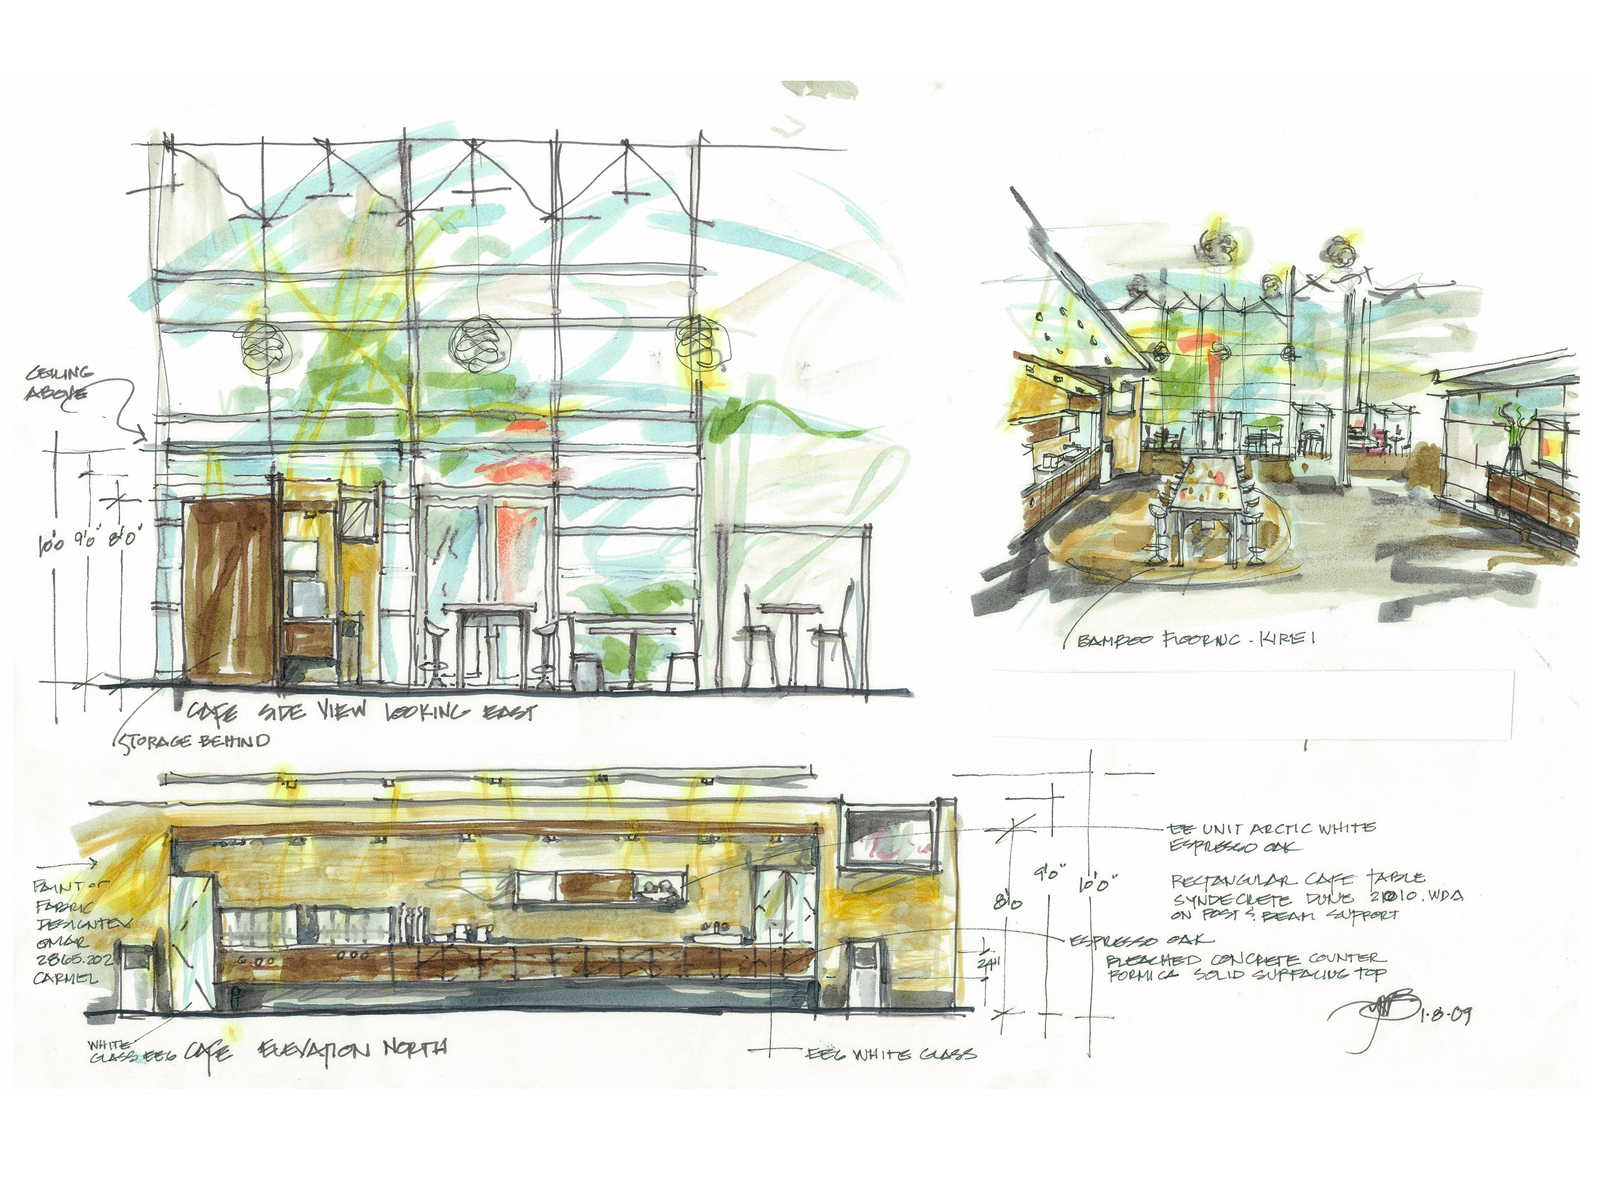 CEILING
ABOVE
10'0 9'0" 8'0"
CAFE SIDE VIEW LOOKING EAST
STORAGE BEHIND
BAMBOO FLOORING - KIREI
PAINT OR
FABRIC
DESIGNTEX
OMAR
2865.202
CARMEL
WHITE
GLASS EEG
CAFE ELEVATION NORTH
EEG WHITE GLASS
8'0 9'0" 10'0"
24"
EE UNIT ARCTIC WHITE
ESPRESSO OAK
RECTANGULAR CAFE TABLE
SYNDECRETE DUNE 2010.WDA
ON POST & BEAM SUPPORT
ESPRESSO OAK
BLEACHED CONCRETE COUNTER
FORMICA SOLID SURFACING TOP
1.8.09